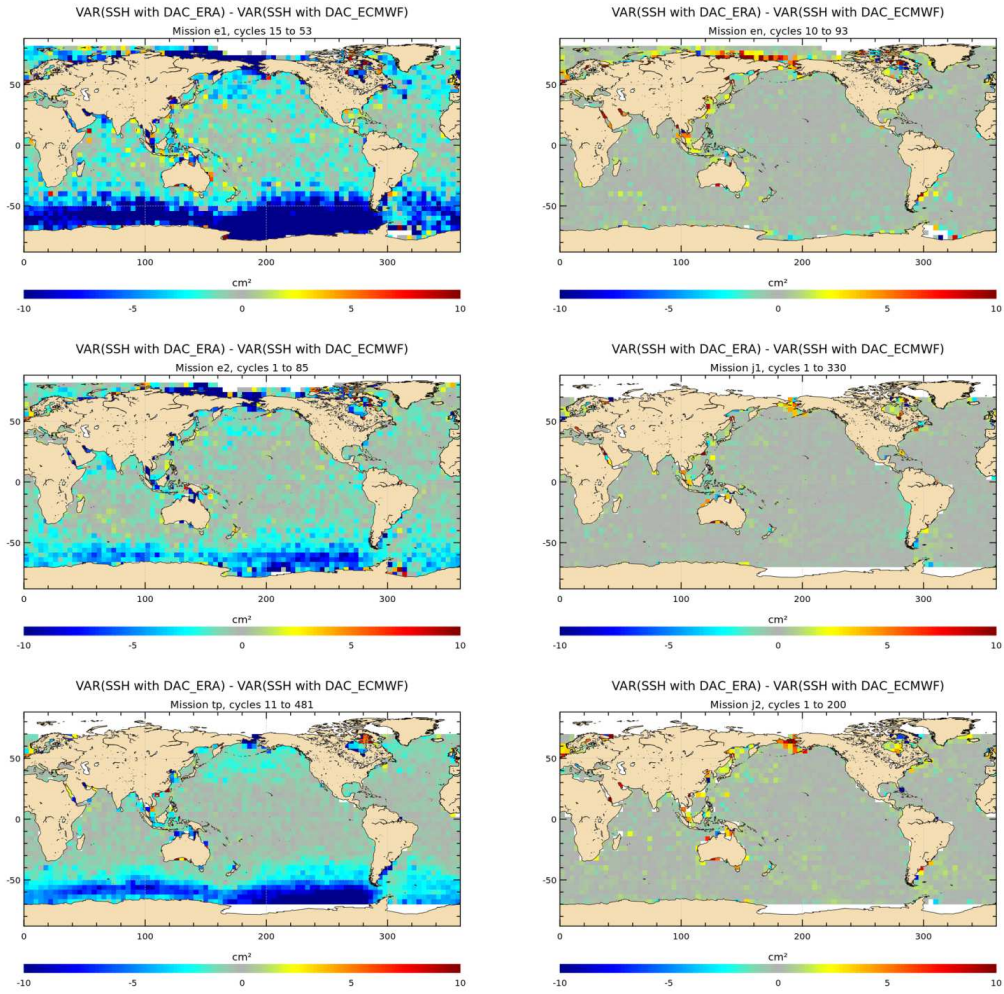 VAR(SSH with DAC_ERA) - VAR(SSH with DAC_ECMWF)
Mission e1, cycles 15 to 53
50
0
-50
0 100 200 300
cm²
-10 -5 0 5 10
VAR(SSH with DAC_ERA) - VAR(SSH with DAC_ECMWF)
Mission en, cycles 10 to 93
50
0
-50
0 100 200 300
cm²
-10 -5 0 5 10
VAR(SSH with DAC_ERA) - VAR(SSH with DAC_ECMWF)
Mission e2, cycles 1 to 85
50
0
-50
0 100 200 300
cm²
-10 -5 0 5 10
VAR(SSH with DAC_ERA) - VAR(SSH with DAC_ECMWF)
Mission j1, cycles 1 to 330
50
0
-50
0 100 200 300
cm²
-10 -5 0 5 10
VAR(SSH with DAC_ERA) - VAR(SSH with DAC_ECMWF)
Mission tp, cycles 11 to 481
50
0
-50
0 100 200 300
cm²
-10 -5 0 5 10
VAR(SSH with DAC_ERA) - VAR(SSH with DAC_ECMWF)
Mission j2, cycles 1 to 200
50
0
-50
0 100 200 300
cm²
-10 -5 0 5 10